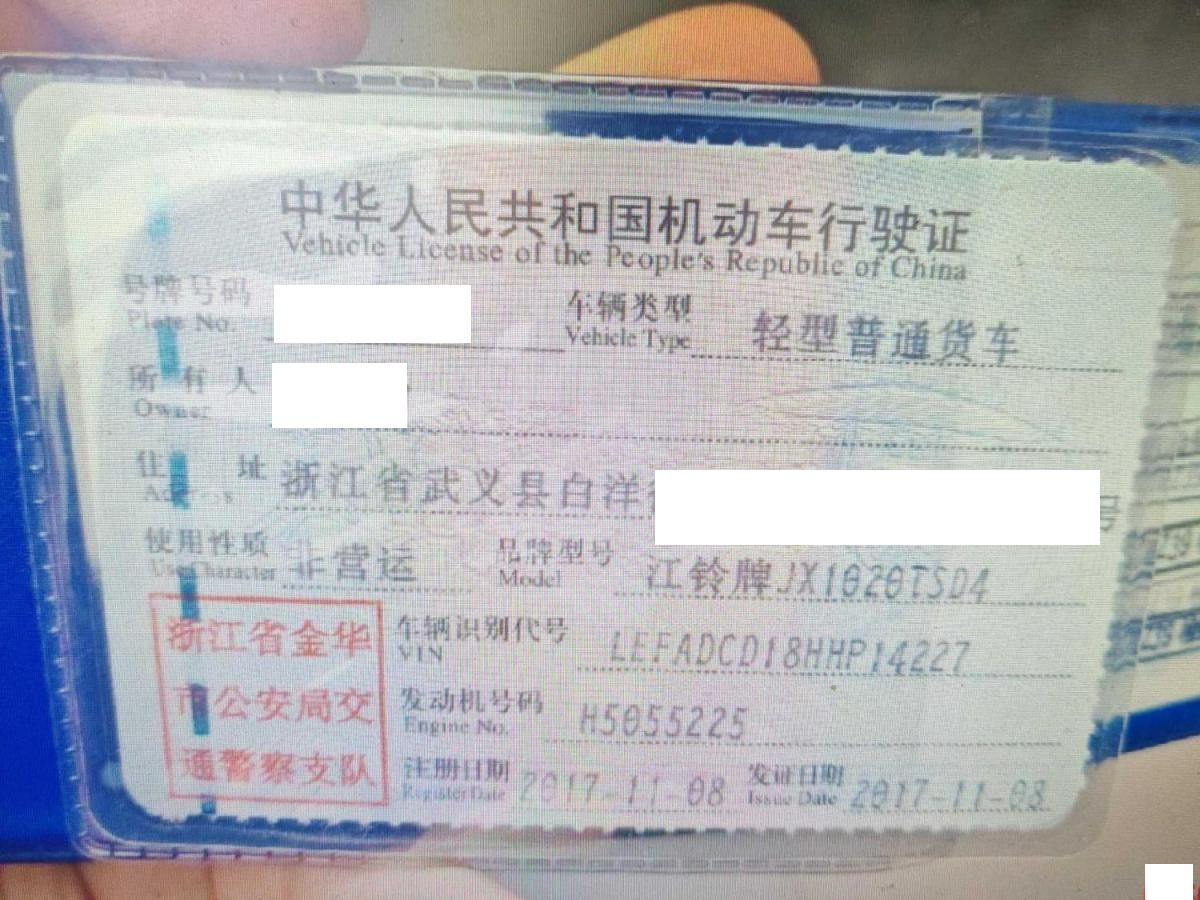 中华人民共和国机动车行驶证
Vehicle License of the People's Republic of China
号牌号码
Plate No.
车辆类型 轻型普通货车
Vehicle Type
所有人
Owner
住址 浙江省武义县白洋 号
使用性质 非营运
Use Character
品牌型号 江铃牌JX1020TSD4
Model
浙江省金华
市公安局交
通警察支队
车辆识别代号 LEFADCD18HHP14227
VIN
发动机号码 H5055225
Engine No.
注册日期 2017-11-08
Register Date
发证日期 2017-11-08
Issue Date